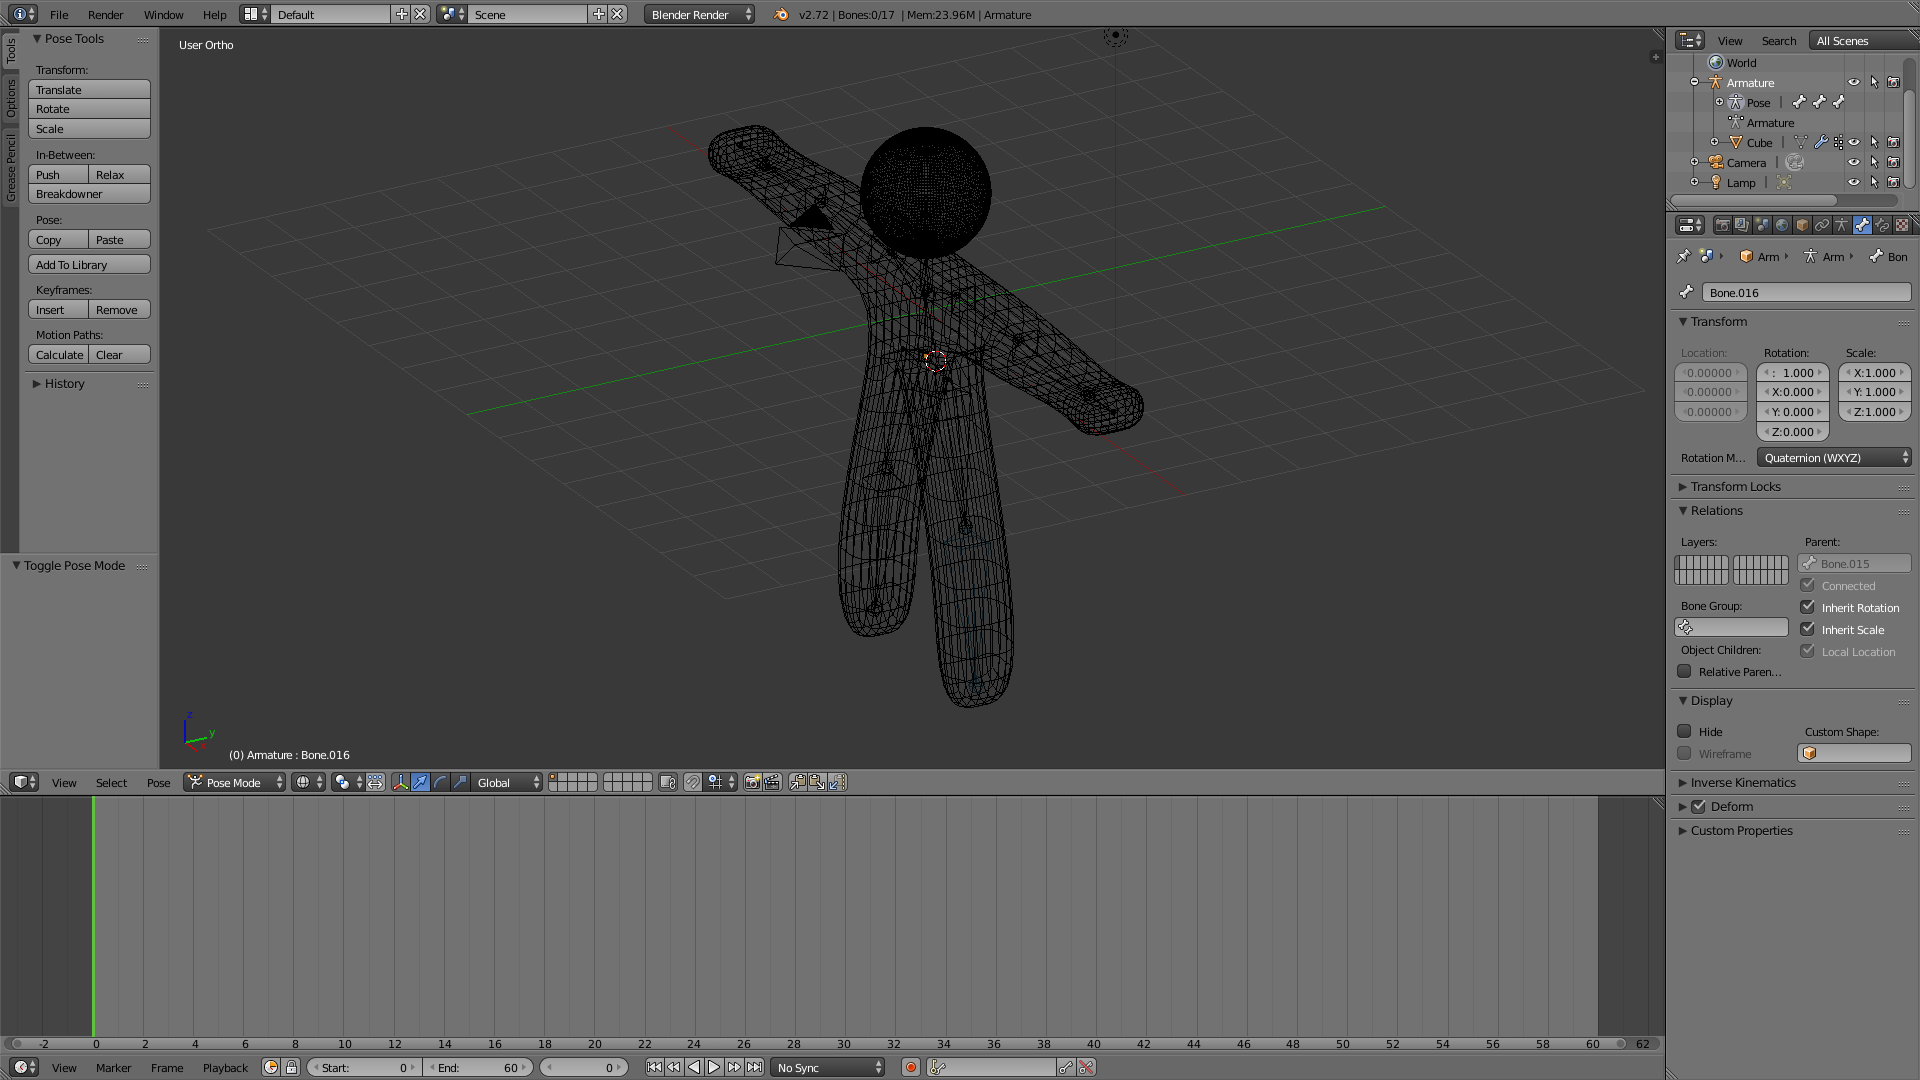 File Render Window Help Default Scene Blender Render v2.72 | Bones:0/17 | Mem:23.96M | Armature
Tools
Options
Grease Pencil
Pose Tools
Transform:
Translate
Rotate
Scale
In-Between:
Push Relax
Breakdowner
Pose:
Copy Paste
Add To Library
Keyframes:
Insert Remove
Motion Paths:
Calculate Clear
History
Toggle Pose Mode
User Ortho
z
y
x
(0) Armature : Bone.016
View Select Pose Pose Mode Global
-2 0 2 4 6 8 10 12 14 16 18 20 22 24 26 28 30 32 34 36 38 40 42 44 46 48 50 52 54 56 58 60 62
View Marker Frame Playback Start: 0 End: 60 0 No Sync
View Search All Scenes
World
Armature
Pose
Armature
Cube
Camera
Lamp
Arm Arm Bon
Bone.016
Transform
Location: Rotation: Scale:
0.00000 : 1.000 X:1.000
0.00000 X:0.000 Y: 1.000
0.00000 Y: 0.000 Z:1.000
Z:0.000
Rotation M... Quaternion (WXYZ)
Transform Locks
Relations
Layers: Parent:
Bone.015
Connected
Bone Group: Inherit Rotation
Inherit Scale
Object Children: Local Location
Relative Paren...
Display
Hide Custom Shape:
Wireframe
Inverse Kinematics
Deform
Custom Properties